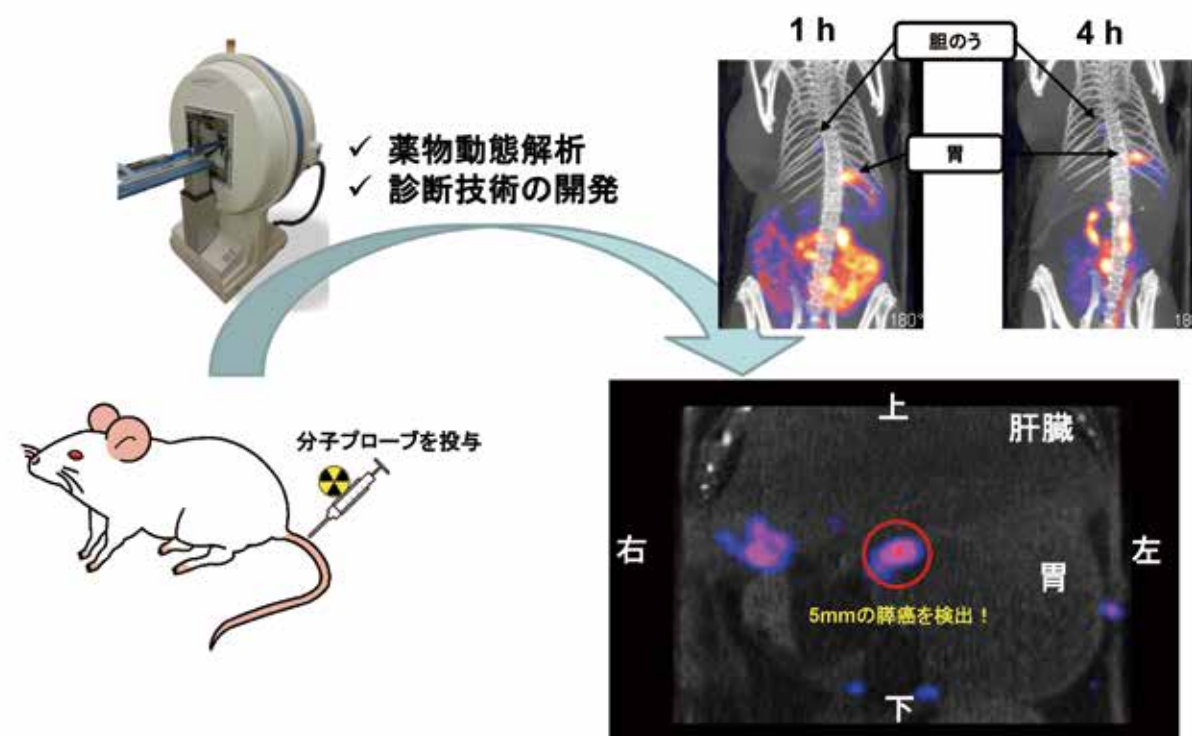 1 h
4 h
胆のう
胃
✓ 薬物動態解析
✓ 診断技術の開発
180°
18
分子プローブを投与
上
肝臓
右
左
胃
5mmの膵癌を検出！
下